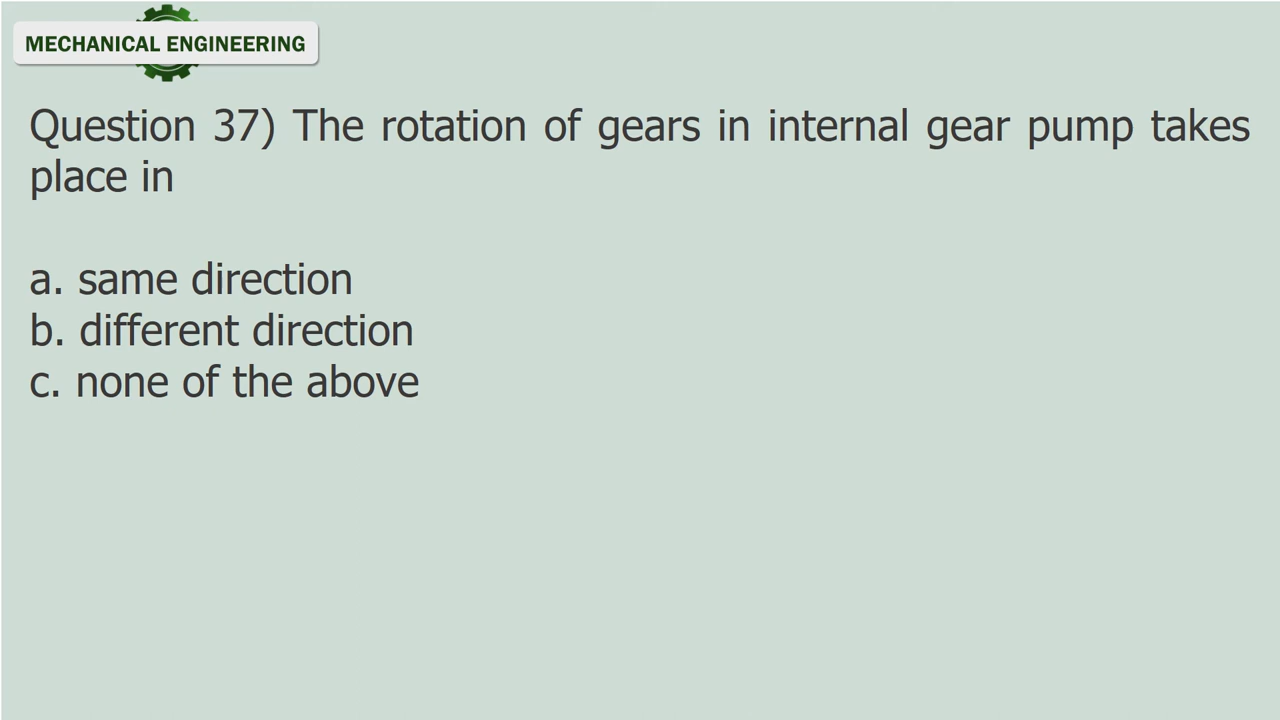 MECHANICAL ENGINEERING
Question 37) The rotation of gears in internal gear pump takes
place in
a. same direction
b. different direction
c. none of the above